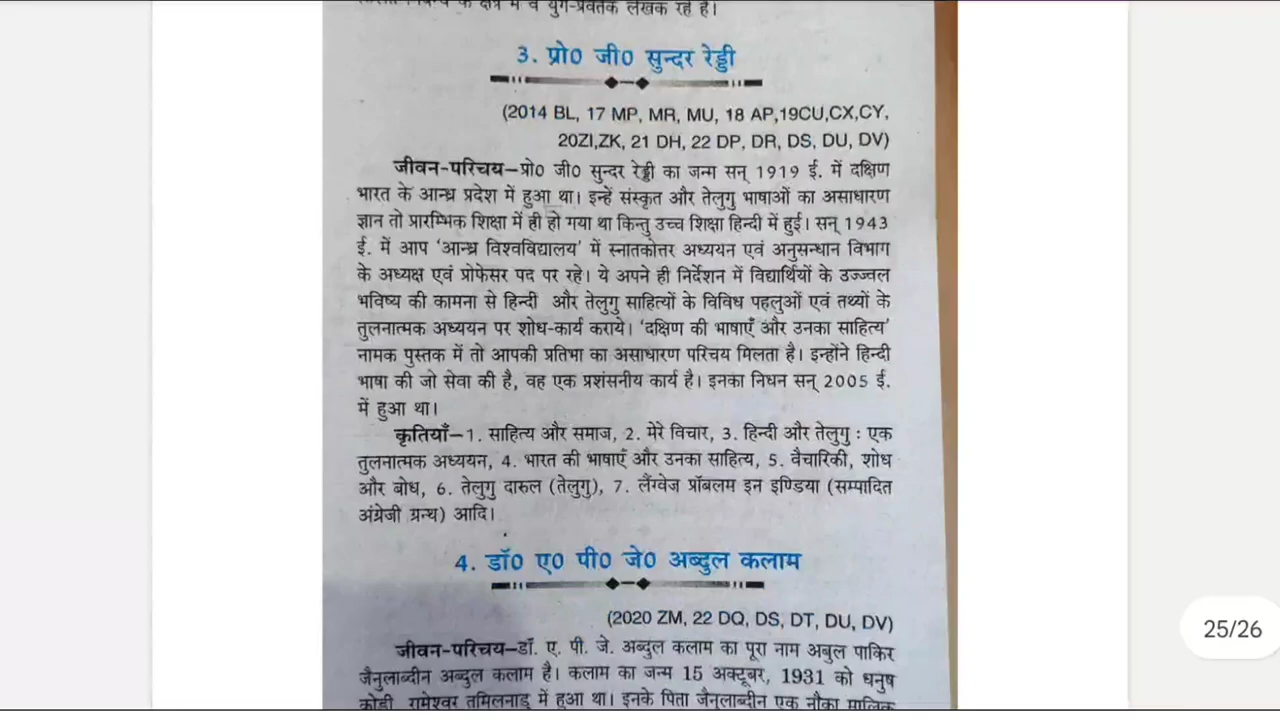 के क्षेत्र में वे युग-प्रवर्तक लेखक रहे हैं।
3. प्रो0 जी0 सुन्दर रेड्डी
(2014 BL, 17 MP, MR, MU, 18 AP,19CU,CX,CY,
20ZI,ZK, 21 DH, 22 DP, DR, DS, DU, DV)
जीवन-परिचय–प्रो0 जी0 सुन्दर रेड्डी का जन्म सन् 1919 ई. में दक्षिण
भारत के आन्ध्र प्रदेश में हुआ था। इन्हें संस्कृत और तेलुगु भाषाओं का असाधारण
ज्ञान तो प्रारम्भिक शिक्षा में ही हो गया था किन्तु उच्च शिक्षा हिन्दी में हुई। सन् 1943
ई. में आप ‘आन्ध्र विश्वविद्यालय’ में स्नातकोत्तर अध्ययन एवं अनुसन्धान विभाग
के अध्यक्ष एवं प्रोफेसर पद पर रहे। ये अपने ही निर्देशन में विद्यार्थियों के उज्ज्वल
भविष्य की कामना से हिन्दी और तेलुगु साहित्यों के विविध पहलुओं एवं तथ्यों के
तुलनात्मक अध्ययन पर शोध-कार्य कराये। ‘दक्षिण की भाषाएँ और उनका साहित्य’
नामक पुस्तक में तो आपकी प्रतिभा का असाधारण परिचय मिलता है। इन्होंने हिन्दी
भाषा की जो सेवा की है, वह एक प्रशंसनीय कार्य है। इनका निधन सन् 2005 ई.
में हुआ था।
कृतियाँ–1. साहित्य और समाज, 2. मेरे विचार, 3. हिन्दी और तेलुगु : एक
तुलनात्मक अध्ययन, 4. भारत की भाषाएँ और उनका साहित्य, 5. वैचारिकी, शोध
और बोध, 6. तेलुगु दारुल (तेलुगु), 7. लैंग्वेज प्रॉबलम इन इण्डिया (सम्पादित
अंग्रेजी ग्रन्थ) आदि।
4. डॉ0 ए0 पी0 जे0 अब्दुल कलाम
(2020 ZM, 22 DQ, DS, DT, DU, DV)
जीवन-परिचय–डॉ. ए. पी. जे. अब्दुल कलाम का पूरा नाम अबुल पाकिर
जैनुलाब्दीन अब्दुल कलाम है। कलाम का जन्म 15 अक्टूबर, 1931 को धनुष
कोडी, रामेश्वर तमिलनाडु में हुआ था। इनके पिता जैनुलाब्दीन एक नौका मालिक
25/26